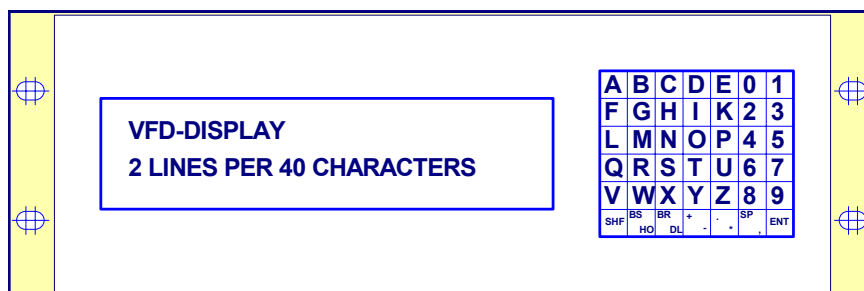 VFD-DISPLAY
2 LINES PER 40 CHARACTERS
A B C D E 0 1
F G H I K 2 3
L M N O P 4 5
Q R S T U 6 7
V W X Y Z 8 9
SHF BS HO BR DL + - . * SP , ENT